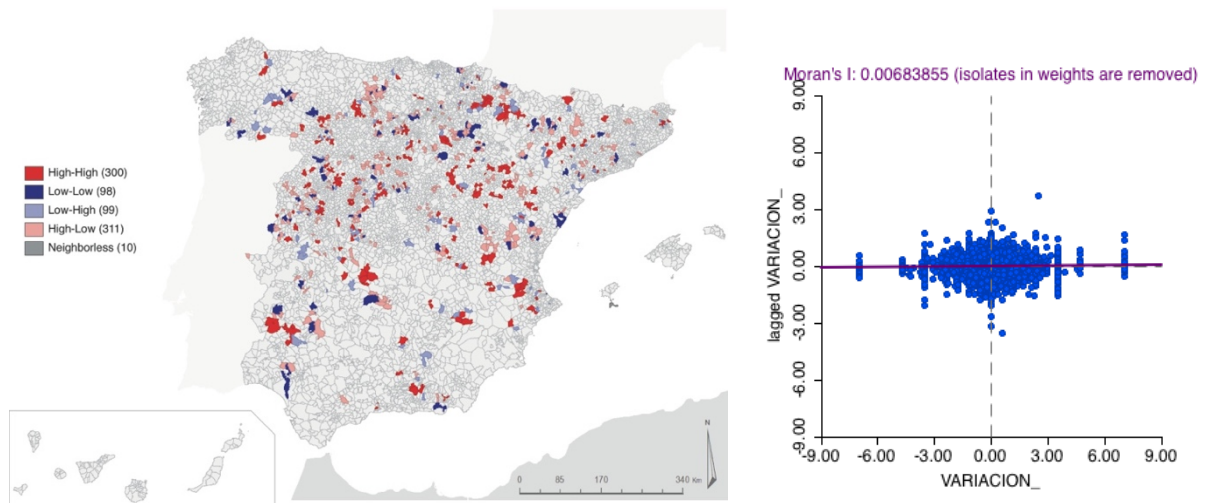 High-High (300)
Low-Low (98)
Low-High (99)
High-Low (311)
Neighborless (10)
N
0 85 170 340 Km
Moran's I: 0.00683855 (isolates in weights are removed)
9.00
6.00
3.00
0.00
-3.00
-6.00
-9.00
lagged VARIACION_
-9.00 -6.00 -3.00 0.00 3.00 6.00 9.00
VARIACION_